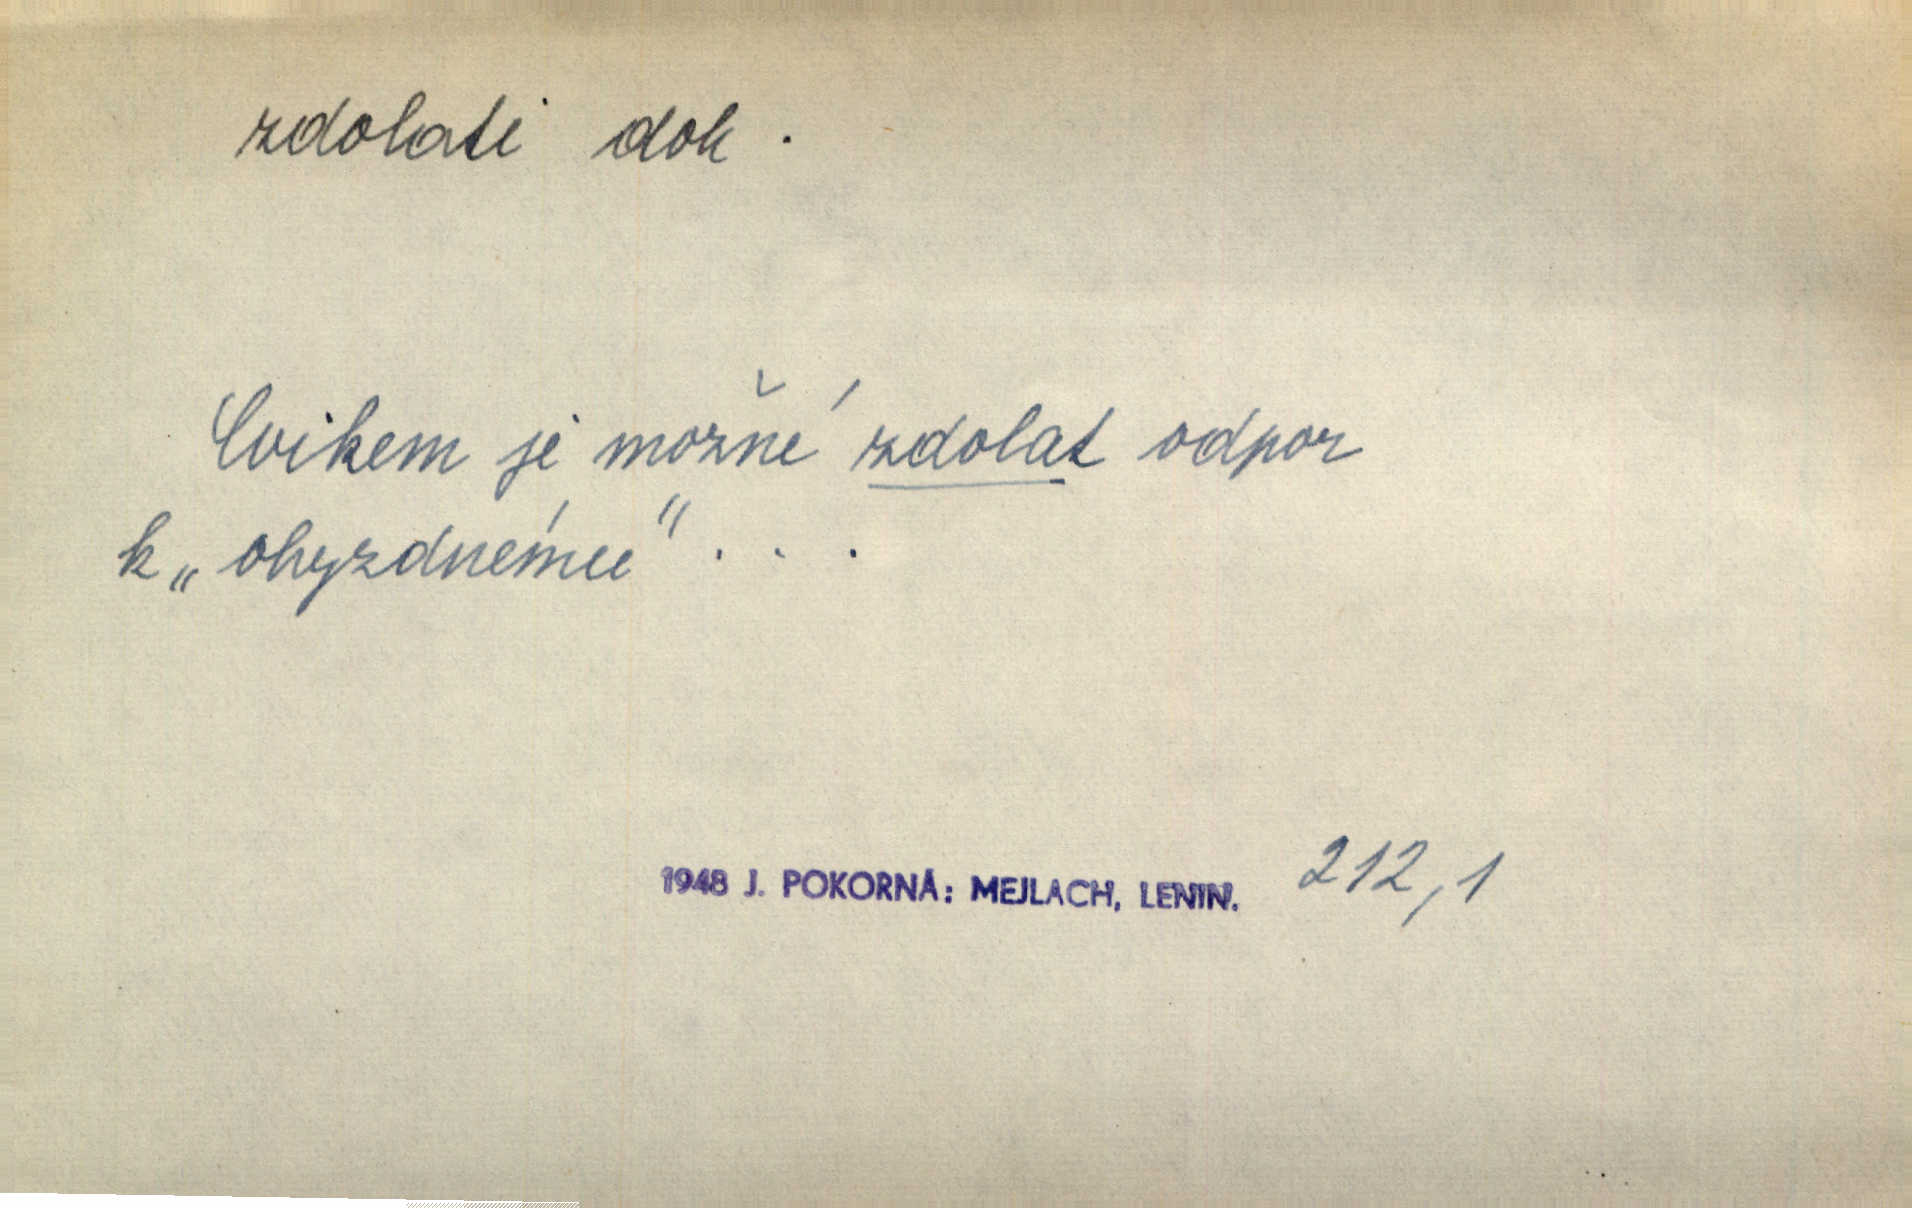 zdolati dok.
Cvikem je možné zdolat odpor
k „ohyzdnému“ . . .
1948 J. POKORNÁ: MEJLACH, LENIN. 212,1